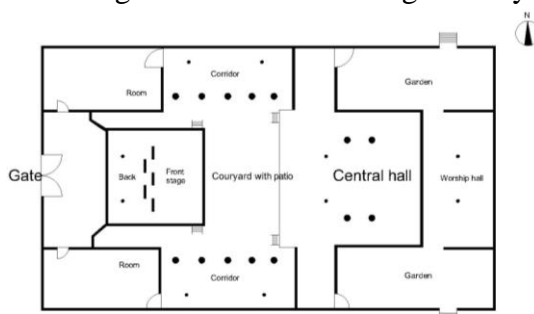 N
Corridor
Garden
Room
Gate
Back
Front
stage
Couryard with patio
Central hall
Worship hall
Room
Corridor
Garden